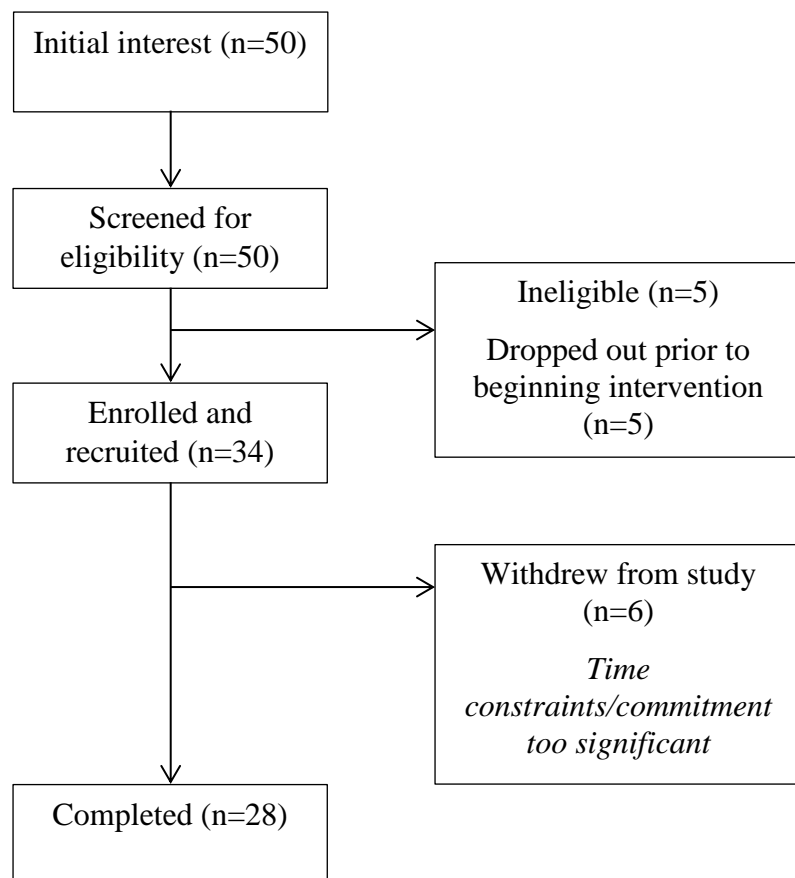 Initial interest (n=50)
Screened for
eligibility (n=50)
Ineligible (n=5)
Dropped out prior to
beginning intervention
(n=5)
Enrolled and
recruited (n=34)
Withdrew from study
(n=6)
Time
constraints/commitment
too significant
Completed (n=28)